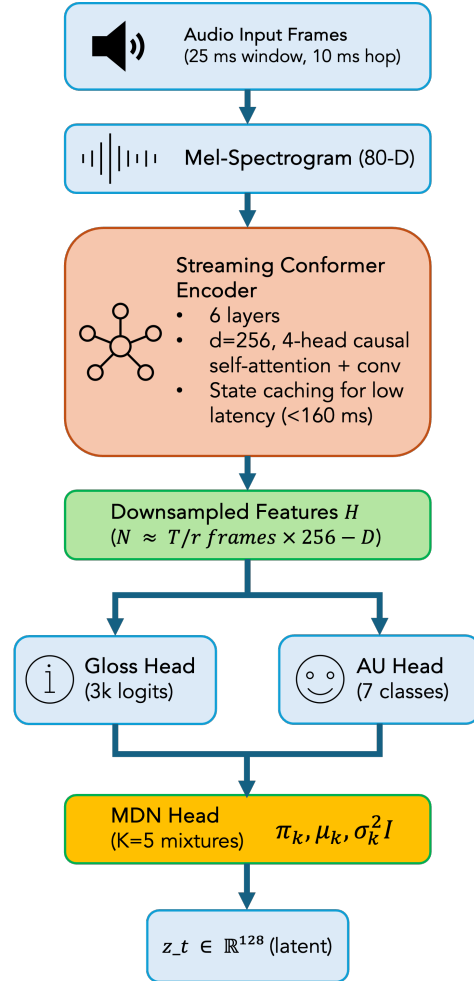 Audio Input Frames
(25 ms window, 10 ms hop)
Mel-Spectrogram (80-D)
Streaming Conformer
Encoder
• 6 layers
• d=256, 4-head causal
self-attention + conv
• State caching for low
latency (<160 ms)
Downsampled Features H
(N ≈ T/r frames × 256 − D)
i
Gloss Head
(3k logits)
AU Head
(7 classes)
MDN Head
(K=5 mixtures)
π_k, μ_k, σ_k^2 I
z_t ∈ ℝ^128 (latent)